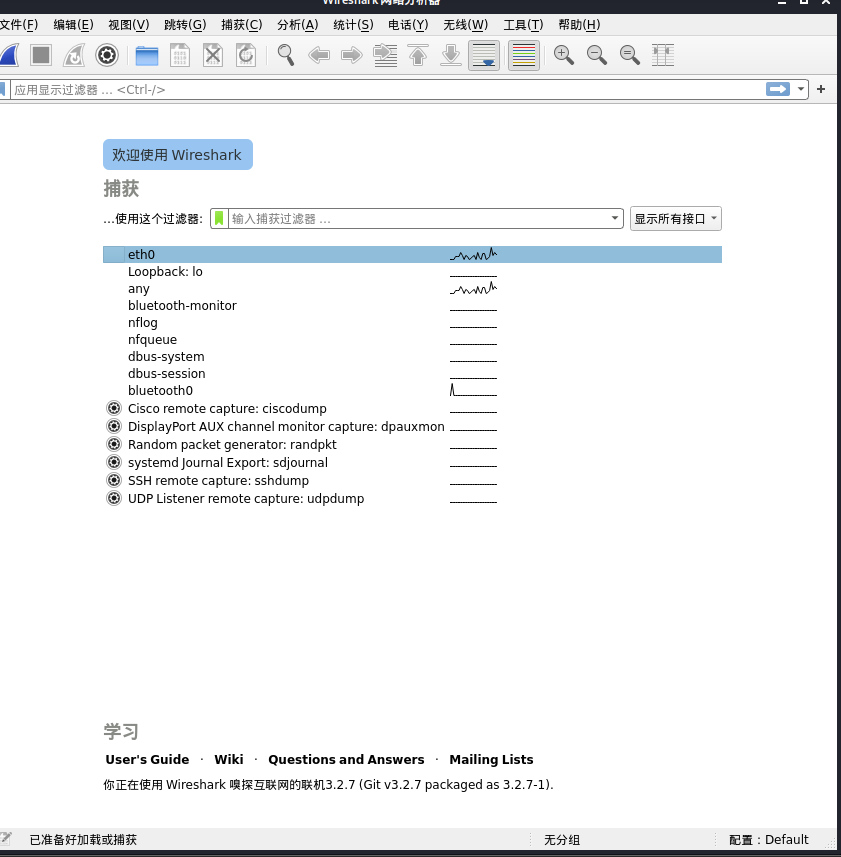 Wireshark 网络分析器
文件(F) 编辑(E) 视图(V) 跳转(G) 捕获(C) 分析(A) 统计(S) 电话(Y) 无线(W) 工具(T) 帮助(H)
应用显示过滤器 … <Ctrl-/>
欢迎使用 Wireshark
捕获
…使用这个过滤器: 输入捕获过滤器 … 显示所有接口
eth0
Loopback: lo
any
bluetooth-monitor
nflog
nfqueue
dbus-system
dbus-session
bluetooth0
Cisco remote capture: ciscodump
DisplayPort AUX channel monitor capture: dpauxmon
Random packet generator: randpkt
systemd Journal Export: sdjournal
SSH remote capture: sshdump
UDP Listener remote capture: udpdump
学习
User's Guide · Wiki · Questions and Answers · Mailing Lists
你正在使用 Wireshark 嗅探互联网的联机3.2.7 (Git v3.2.7 packaged as 3.2.7-1).
已准备好加载或捕获 无分组 配置：Default